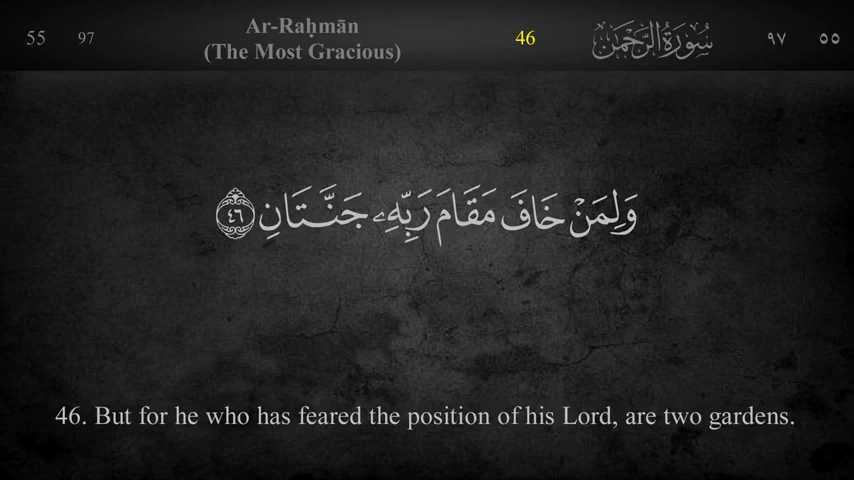 55 97 Ar-Raḥmān 46 سُورَةُ الرَّحْمَٰن ٩٧ ٥٥
(The Most Gracious)
وَلِمَنْ خَافَ مَقَامَ رَبِّهِۦ جَنَّتَانِ ٤٦
46. But for he who has feared the position of his Lord, are two gardens.